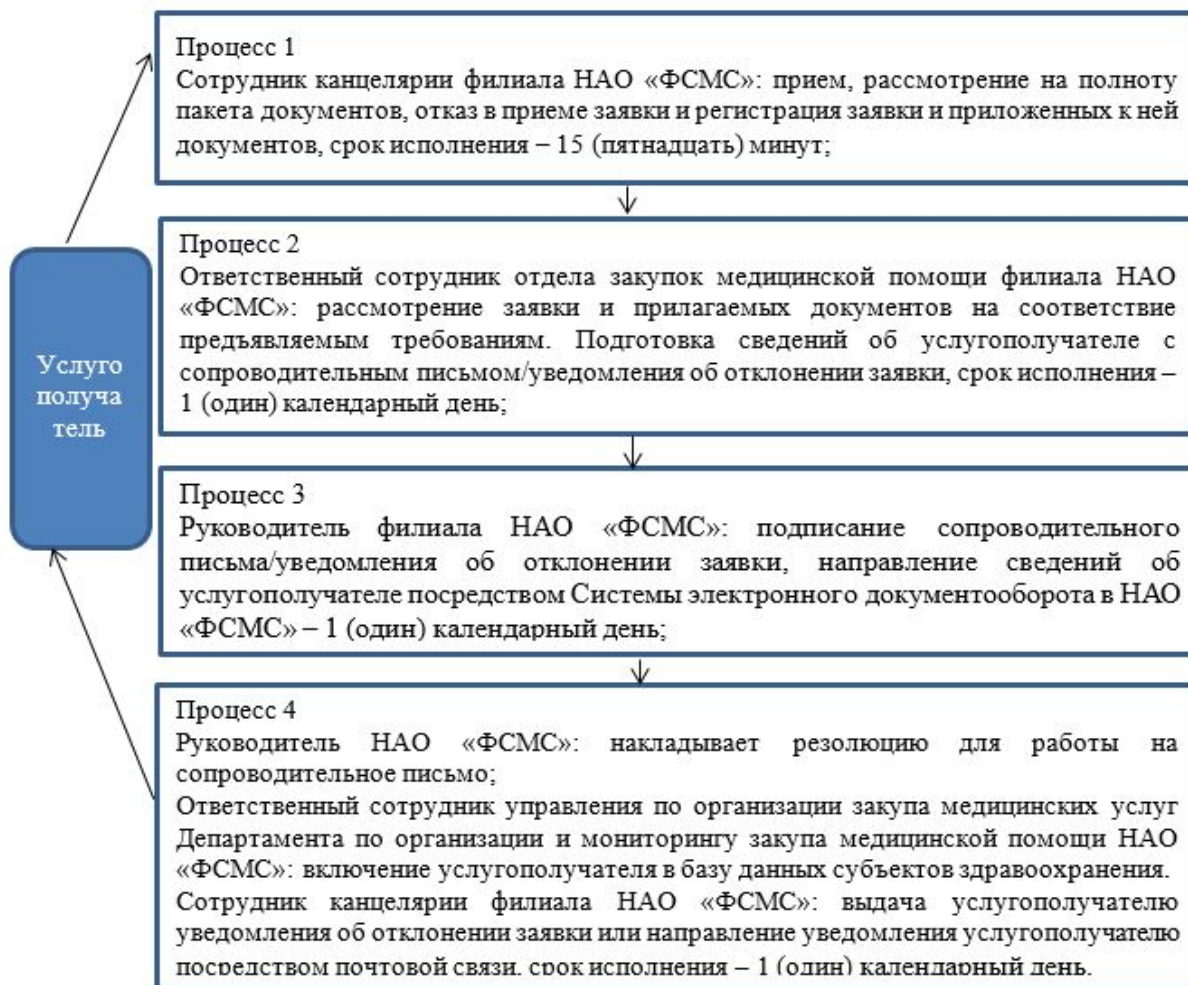 Процесс 1
Сотрудник канцелярии филиала НАО «ФСМС»: прием, рассмотрение на полноту
пакета документов, отказ в приеме заявки и регистрация заявки и приложенных к ней
документов, срок исполнения – 15 (пятнадцать) минут;
Процесс 2
Ответственный сотрудник отдела закупок медицинской помощи филиала НАО
«ФСМС»: рассмотрение заявки и прилагаемых документов на соответствие
предъявляемым требованиям. Подготовка сведений об услугополучателе с
сопроводительным письмом/уведомления об отклонении заявки, срок исполнения –
1 (один) календарный день;
Услуго
получа
тель
Процесс 3
Руководитель филиала НАО «ФСМС»: подписание сопроводительного
письма/уведомления об отклонении заявки, направление сведений об
услугополучателе посредством Системы электронного документооборота в НАО
«ФСМС» – 1 (один) календарный день;
Процесс 4
Руководитель НАО «ФСМС»: накладывает резолюцию для работы на
сопроводительное письмо;
Ответственный сотрудник управления по организации закупа медицинских услуг
Департамента по организации и мониторингу закупа медицинской помощи НАО
«ФСМС»: включение услугополучателя в базу данных субъектов здравоохранения.
Сотрудник канцелярии филиала НАО «ФСМС»: выдача услугополучателю
уведомления об отклонении заявки или направление уведомления услугополучателю
посредством почтовой связи, срок исполнения – 1 (один) календарный день.